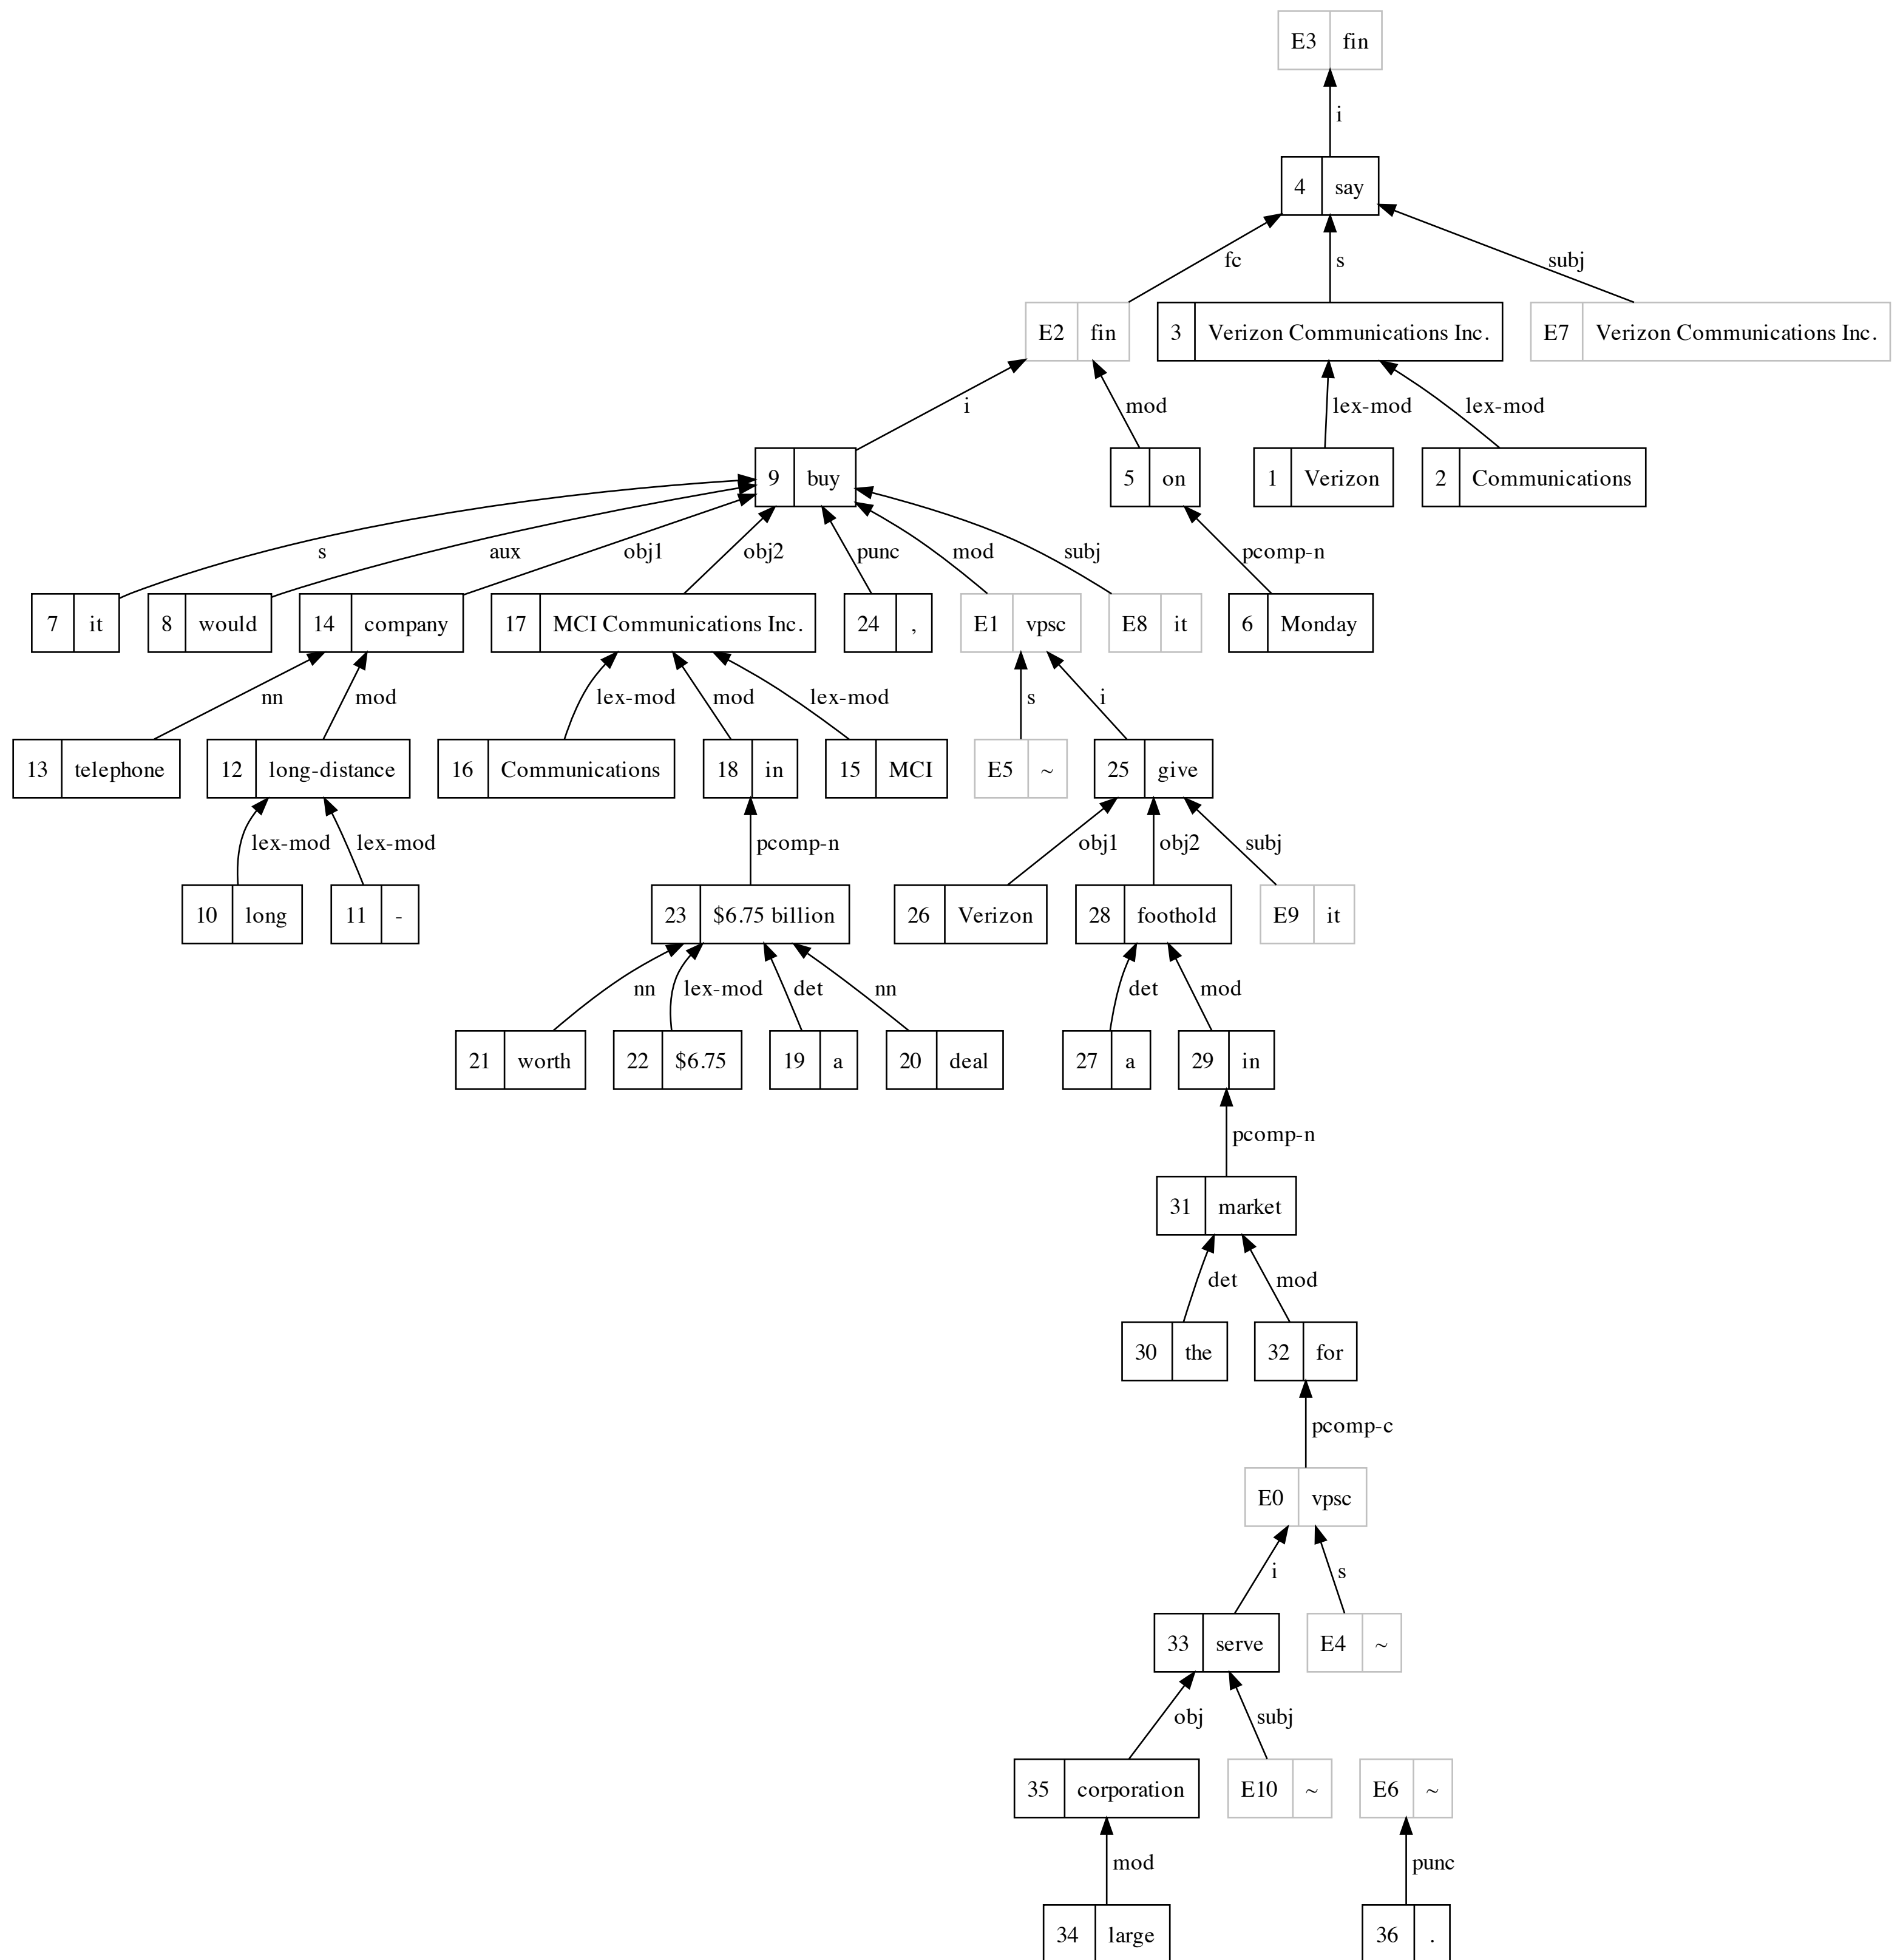 E3 fin
i
4 say
fc s subj
E2 fin 3 Verizon Communications Inc. E7 Verizon Communications Inc.
i mod lex-mod lex-mod
9 buy 5 on 1 Verizon 2 Communications
s aux obj1 obj2 punc mod subj pcomp-n
7 it 8 would 14 company 17 MCI Communications Inc. 24 , E1 vpsc E8 it 6 Monday
nn mod lex-mod mod lex-mod s i
13 telephone 12 long-distance 16 Communications 18 in 15 MCI E5 ~ 25 give
lex-mod lex-mod pcomp-n obj1 obj2 subj
10 long 11 - 23 $6.75 billion 26 Verizon 28 foothold E9 it
nn lex-mod det nn det mod
21 worth 22 $6.75 19 a 20 deal 27 a 29 in
pcomp-n
31 market
det mod
30 the 32 for
pcomp-c
E0 vpsc
i s
33 serve E4 ~
obj subj
35 corporation E10 ~ E6 ~
mod punc
34 large 36 .